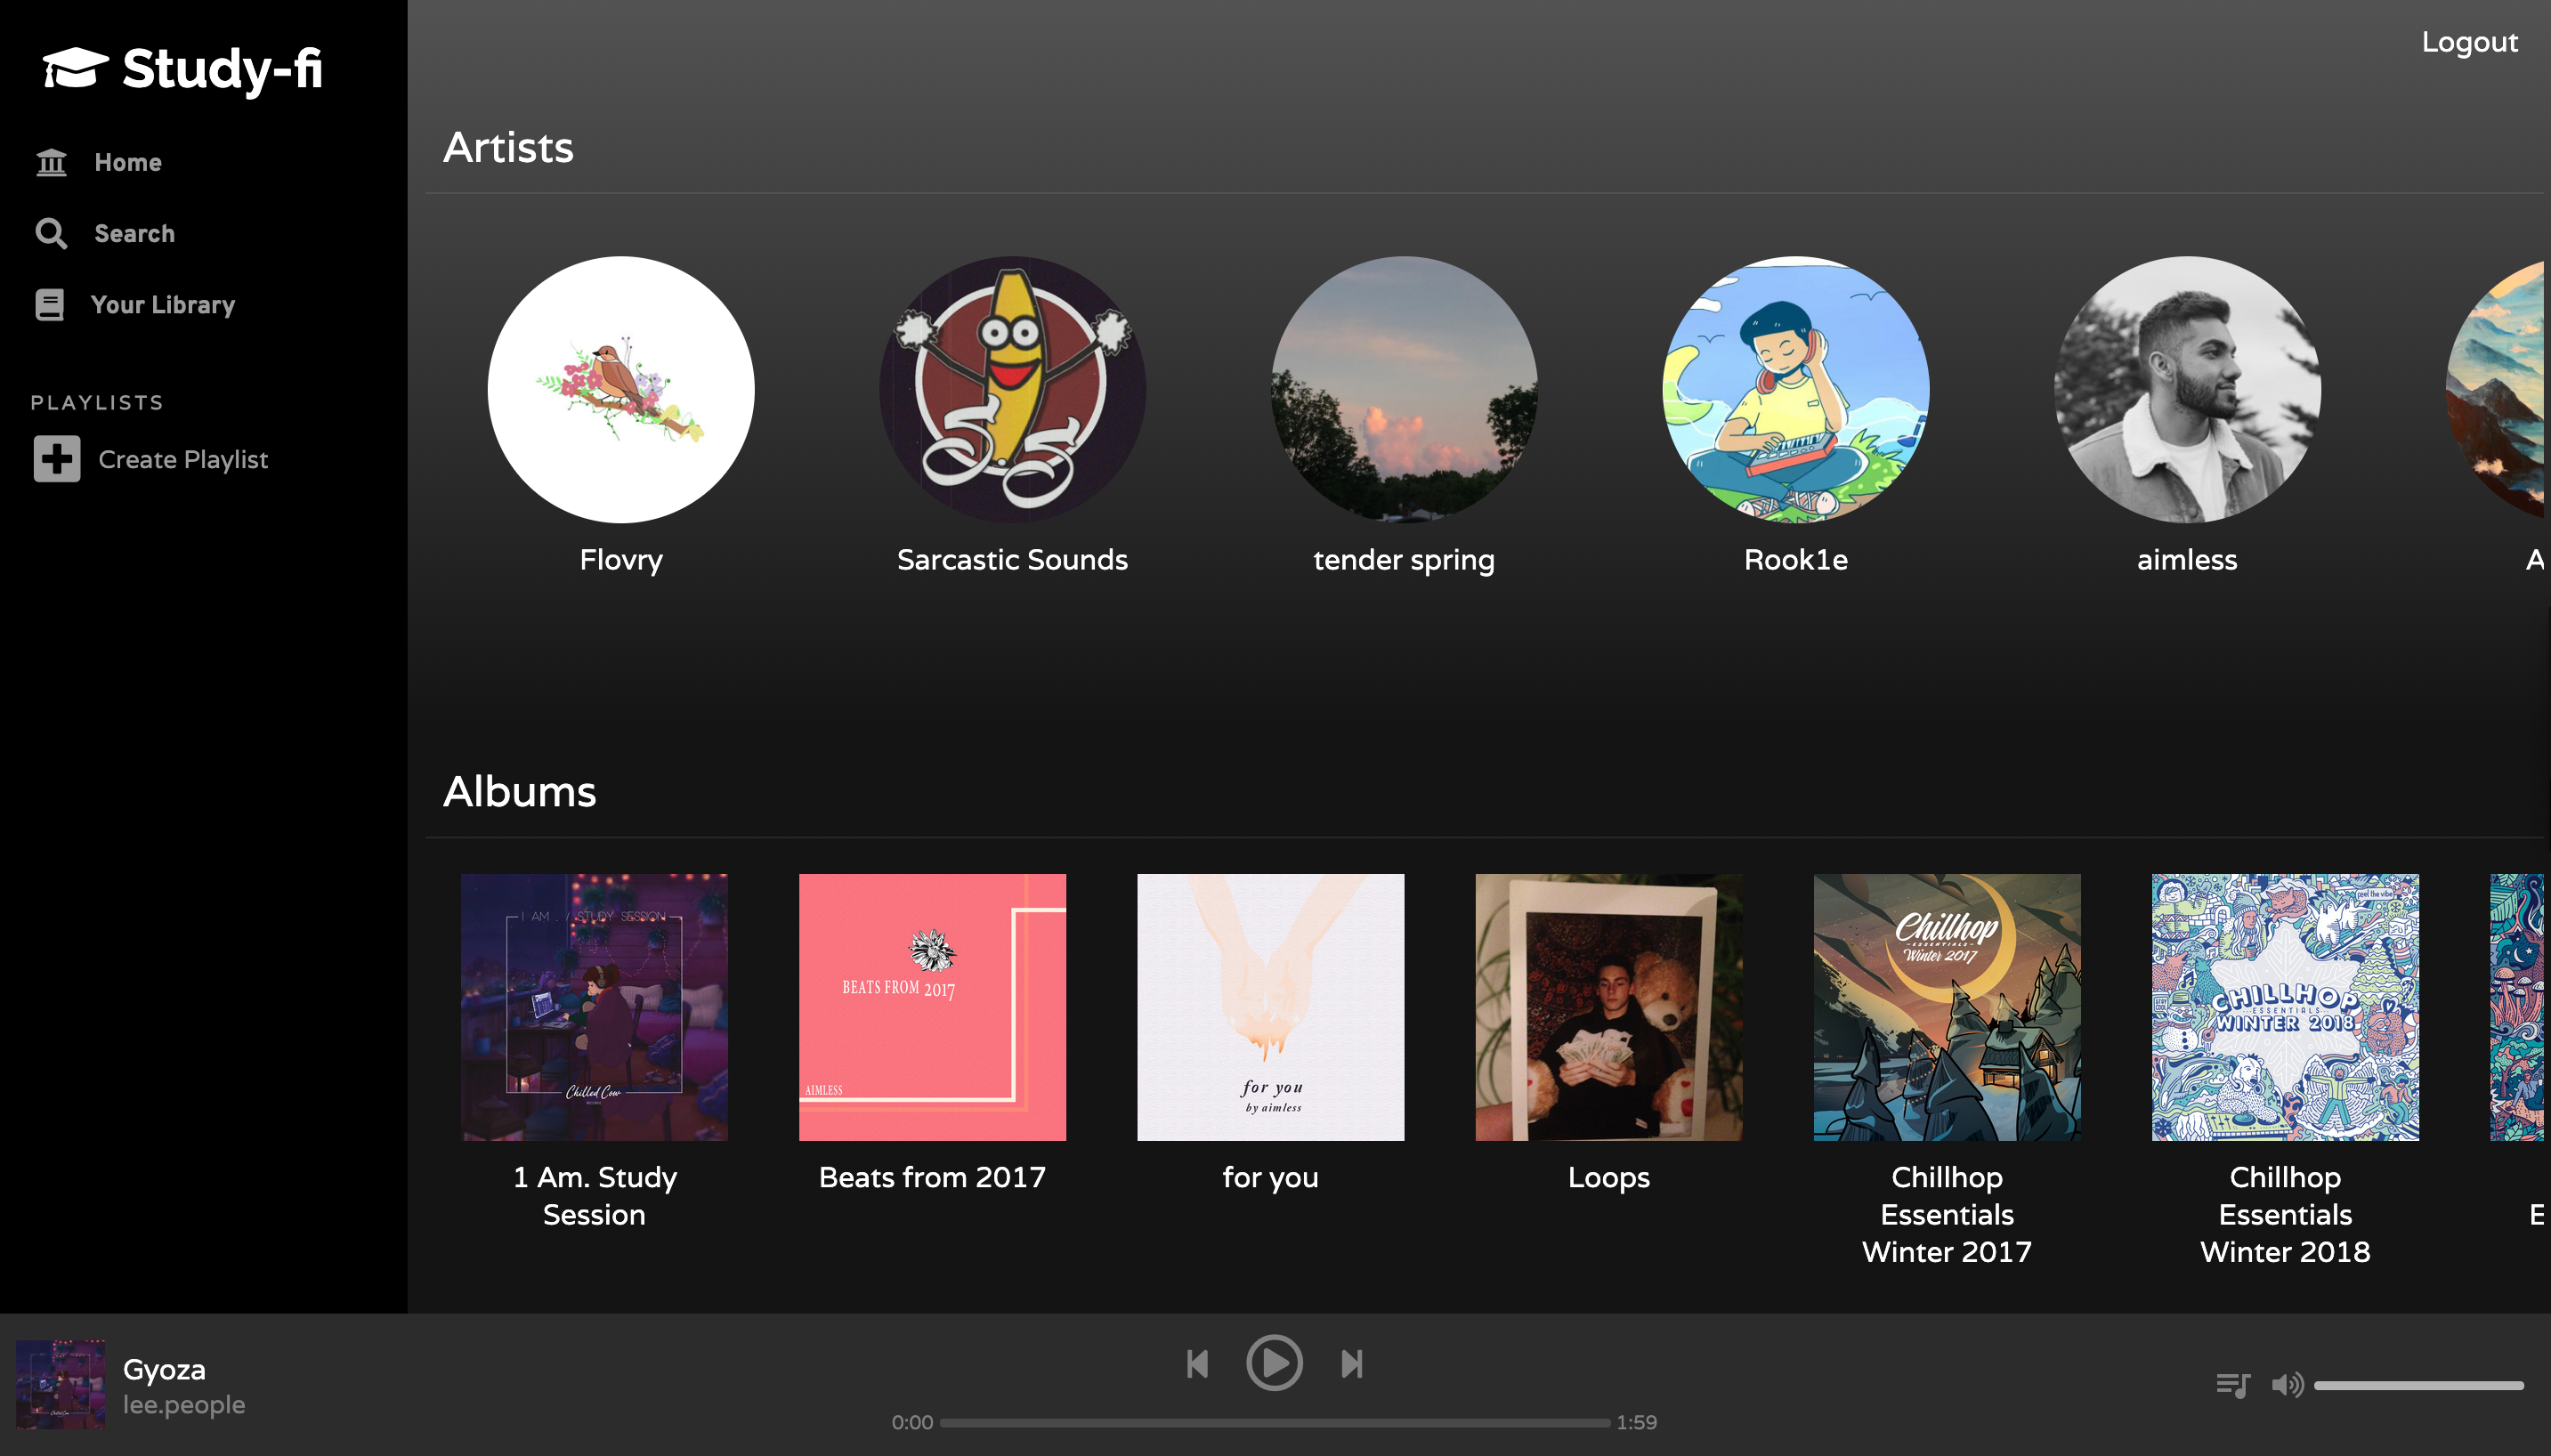 Study-fi
Home
Search
Your Library
PLAYLISTS
Create Playlist
Logout
Artists
Flovry
Sarcastic Sounds
tender spring
Rook1e
aimless
A
Albums
1 AM. / STUDY SESSION
Chilled Cow
BEATS FROM 2017
AIMLESS
for you
by aimless
Chillhop
ESSENTIALS
Winter 2017
feel the vibe
CHILLHOP
ESSENTIALS
WINTER 2018
1 Am. Study
Session
Beats from 2017
for you
Loops
Chillhop
Essentials
Winter 2017
Chillhop
Essentials
Winter 2018
E
Gyoza
lee.people
0:00
1:59